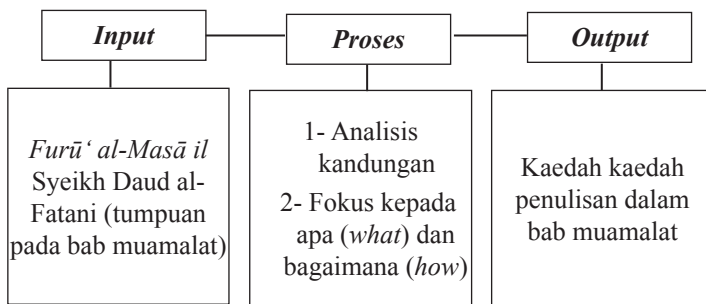 Input
Proses
Output
Furū‘ al-Masā il
Syeikh Daud al-
Fatani (tumpuan
pada bab muamalat)
1- Analisis
kandungan
2- Fokus kepada
apa (what) dan
bagaimana (how)
Kaedah kaedah
penulisan dalam
bab muamalat